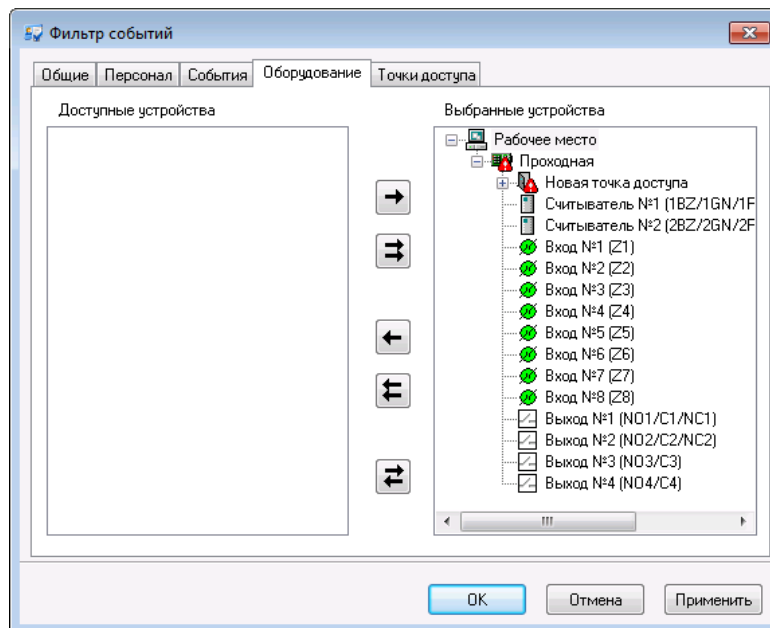 Фильтр событий
Общие Персонал События Оборудование Точки доступа
Доступные устройства
Выбранные устройства
Рабочее место
Проходная
Новая точка доступа
Считыватель №1 (1BZ/1GN/1F
Считыватель №2 (2BZ/2GN/2F
Вход №1 (Z1)
Вход №2 (Z2)
Вход №3 (Z3)
Вход №4 (Z4)
Вход №5 (Z5)
Вход №6 (Z6)
Вход №7 (Z7)
Вход №8 (Z8)
Выход №1 (NO1/C1/NC1)
Выход №2 (NO2/C2/NC2)
Выход №3 (NO3/C3)
Выход №4 (NO4/C4)
OK Отмена Применить